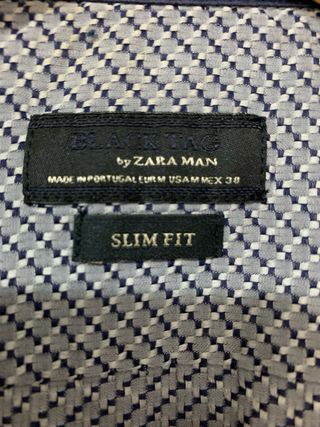 BLACK TAG
by ZARA MAN
MADE IN PORTUGAL EUR M USA M MEX 38
SLIM FIT